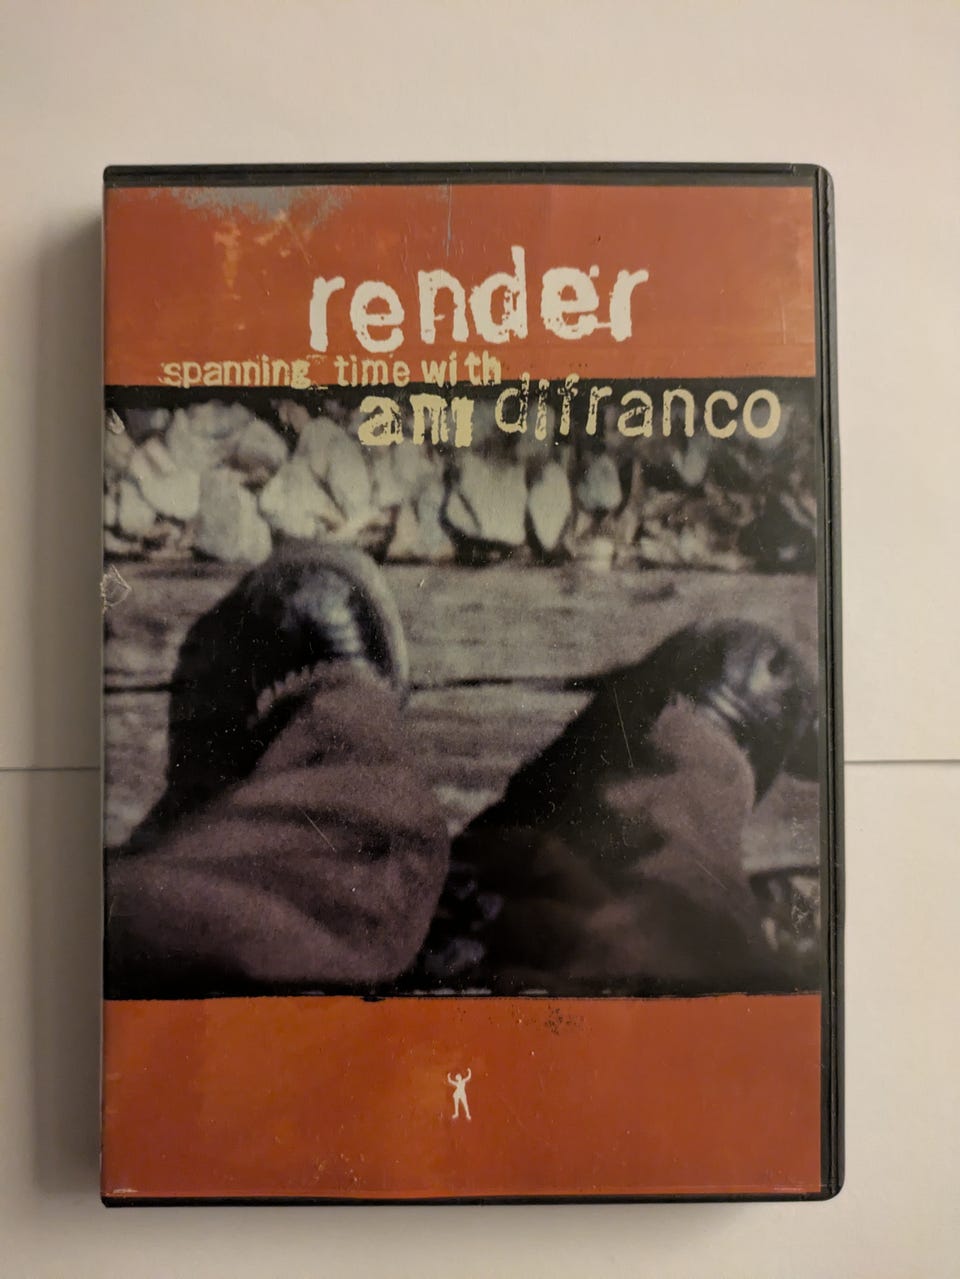 render
spanning time with
ani difranco